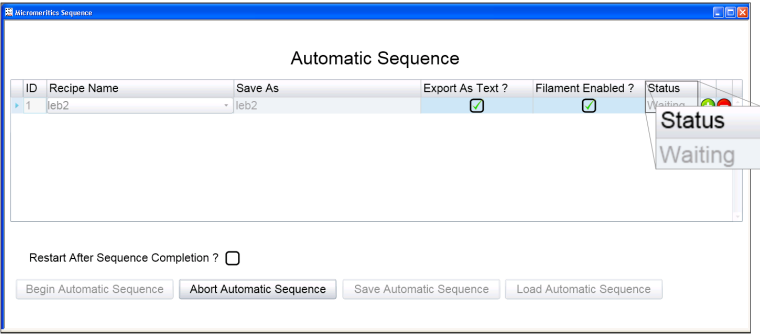 Micromeritics Sequence
Automatic Sequence
ID Recipe Name Save As Export As Text ? Filament Enabled ? Status
1 leb2 leb2 Waiting
Status
Waiting
Restart After Sequence Completion ?
Begin Automatic Sequence Abort Automatic Sequence Save Automatic Sequence Load Automatic Sequence